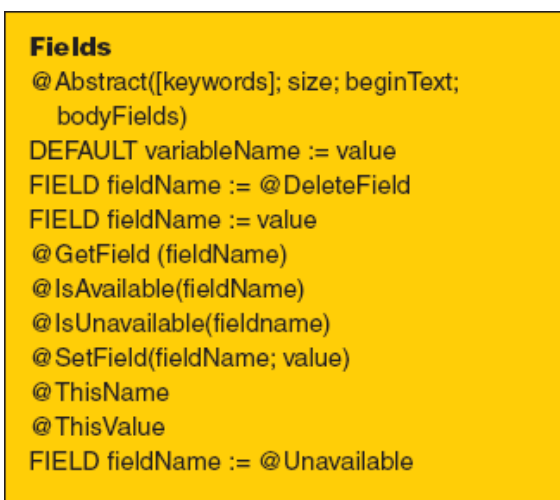 Fields
@Abstract([keywords]; size; beginText;
bodyFields)
DEFAULT variableName := value
FIELD fieldName := @DeleteField
FIELD fieldName := value
@GetField (fieldName)
@IsAvailable(fieldName)
@IsUnavailable(fieldname)
@SetField(fieldName; value)
@ThisName
@ThisValue
FIELD fieldName := @Unavailable